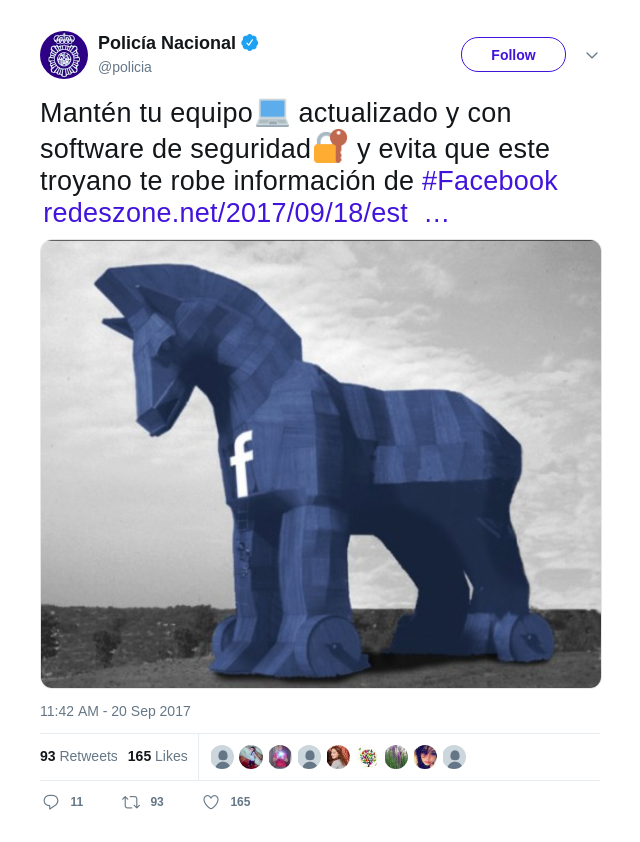 Policía Nacional
@policia
Follow
Mantén tu equipo💻 actualizado y con
software de seguridad🔐 y evita que este
troyano te robe información de #Facebook
redeszone.net/2017/09/18/est …
f
11:42 AM - 20 Sep 2017
93 Retweets 165 Likes
11 93 165